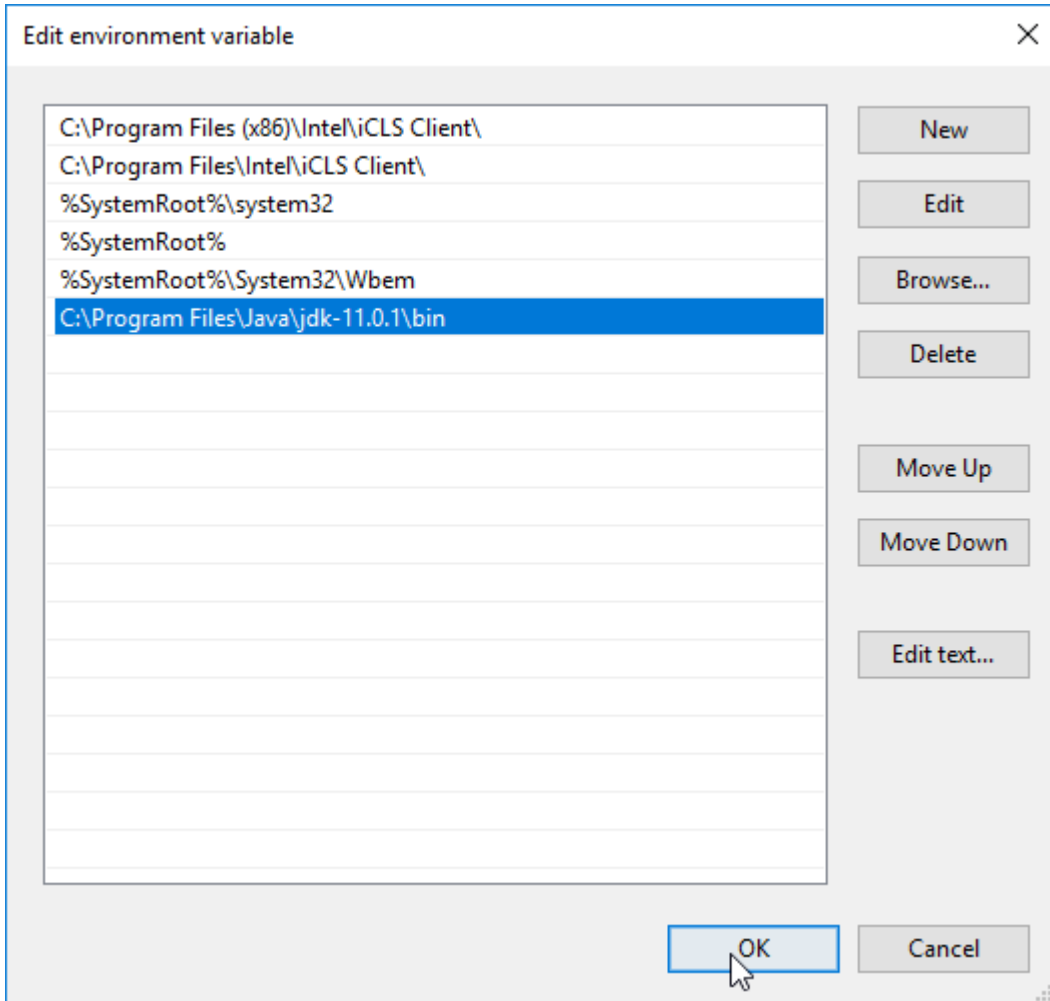 Edit environment variable
C:\Program Files (x86)\Intel\iCLS Client\
C:\Program Files\Intel\iCLS Client\
%SystemRoot%\system32
%SystemRoot%
%SystemRoot%\System32\Wbem
C:\Program Files\Java\jdk-11.0.1\bin
New
Edit
Browse...
Delete
Move Up
Move Down
Edit text...
OK
Cancel